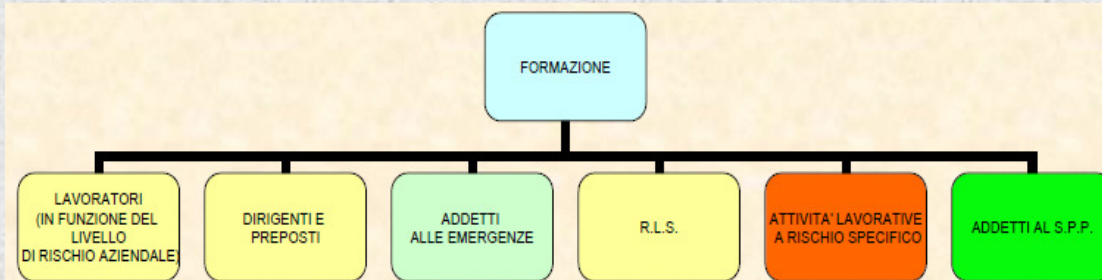 FORMAZIONE
LAVORATORI
(IN FUNZIONE DEL
LIVELLO
DI RISCHIO AZIENDALE)
DIRIGENTI E
PREPOSTI
ADDETTI
ALLE EMERGENZE
R.L.S.
ATTIVITA' LAVORATIVE
A RISCHIO SPECIFICO
ADDETTI AL S.P.P.